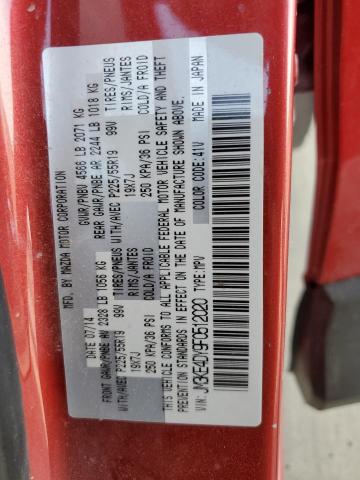 MFD. BY MAZDA MOTOR CORPORATION
07/14 GVWR/PNBV 4566 LB 2071 KG
FRONT GAWR/PNBE AV 2328 LB 1056 KG REAR GAWR/PNBE AR 2244 LB 1018 KG
WITH/AVEC P225/55R19 99V TIRES/PNEUS WITH/AVEC P225/55R19 99V TIRES/PNEUS
19X7J RIMS/JANTES 19X7J RIMS/JANTES
250 KPA/36 PSI COLD/A FROID 250 KPA/36 PSI COLD/A FROID
THIS VEHICLE CONFORMS TO ALL APPLICABLE FEDERAL MOTOR VEHICLE SAFETY AND THEFT
PREVENTION STANDARDS IN EFFECT ON THE DATE OF MANUFACTURE SHOWN ABOVE.
MADE IN JAPAN
VIN: JM3KE4DY9F0512020 TYPE: MPV COLOR CODE: 41V